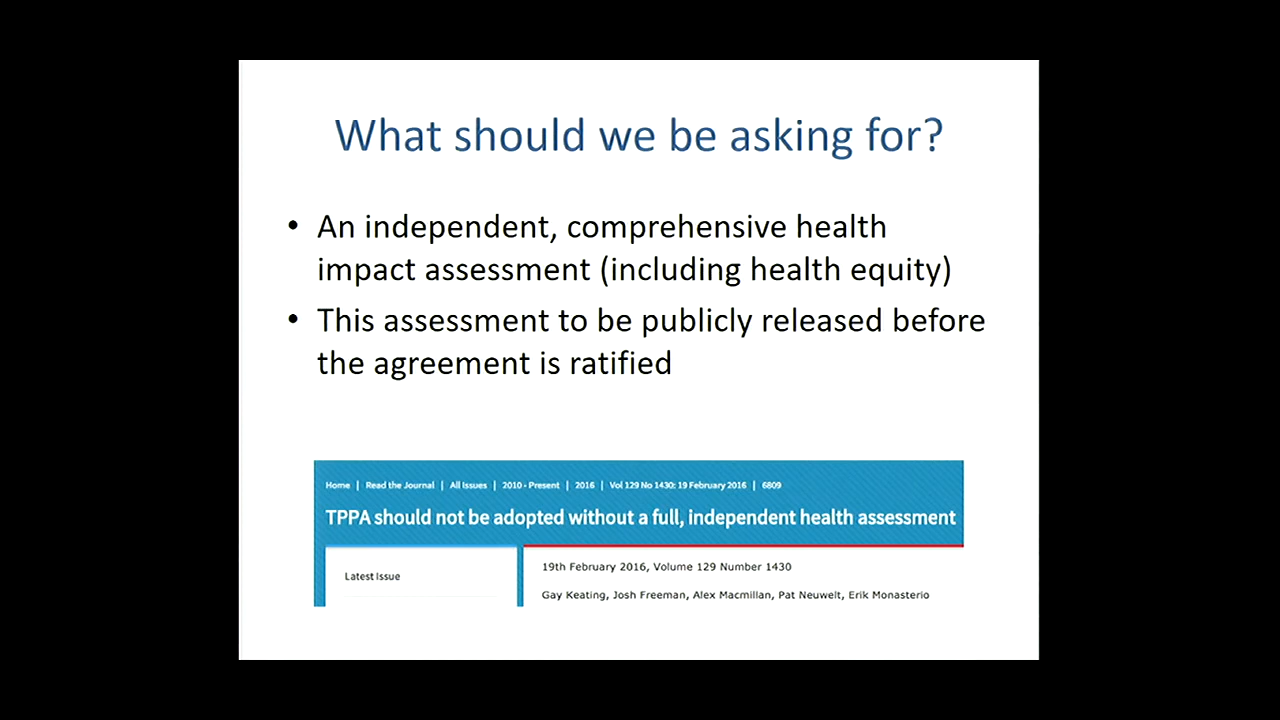 What should we be asking for?
• An independent, comprehensive health
impact assessment (including health equity)
• This assessment to be publicly released before
the agreement is ratified
Home | Read the Journal | All Issues | 2010 - Present | 2016 | Vol 129 No 1430: 19 February 2016 | 6809
TPPA should not be adopted without a full, independent health assessment
Latest Issue
19th February 2016, Volume 129 Number 1430
Gay Keating, Josh Freeman, Alex Macmillan, Pat Neuwelt, Erik Monasterio